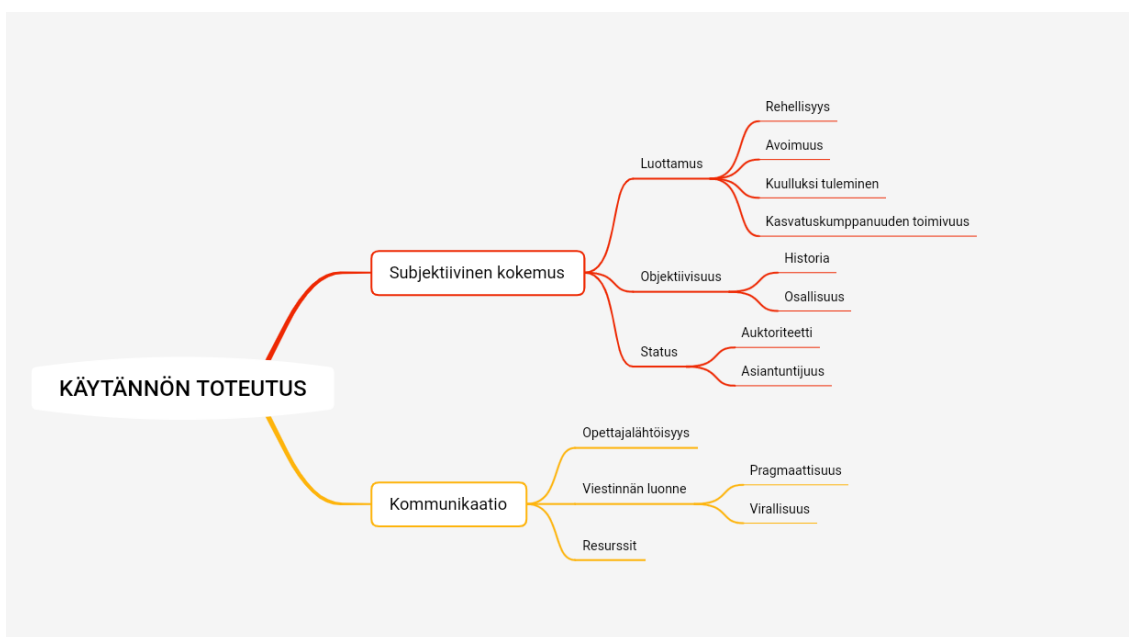 KÄYTÄNNÖN TOTEUTUS
Subjektiivinen kokemus
Luottamus
Rehellisyys
Avoimuus
Kuulluksi tuleminen
Kasvatuskumppanuuden toimivuus
Objektiivisuus
Historia
Osallisuus
Status
Auktoriteetti
Asiantuntijuus
Kommunikaatio
Opettajalähtöisyys
Viestinnän luonne
Pragmaattisuus
Virallisuus
Resurssit